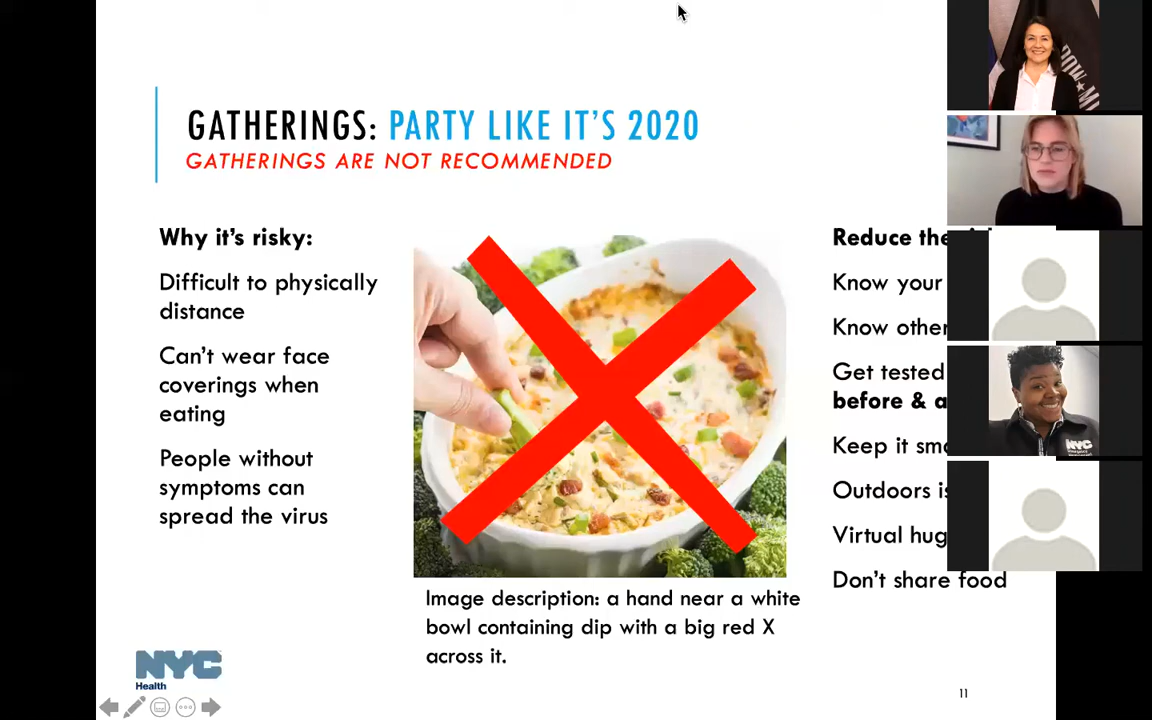 GATHERINGS: PARTY LIKE IT'S 2020
GATHERINGS ARE NOT RECOMMENDED
Why it's risky:
Difficult to physically
distance
Can't wear face
coverings when
eating
People without
symptoms can
spread the virus
Image description: a hand near a white
bowl containing dip with a big red X
across it.
Reduce the
Know your
Know other
Get tested
before & a
Keep it sm
Outdoors is
Virtual hug
Don't share food
NYC
Health
11
NYC